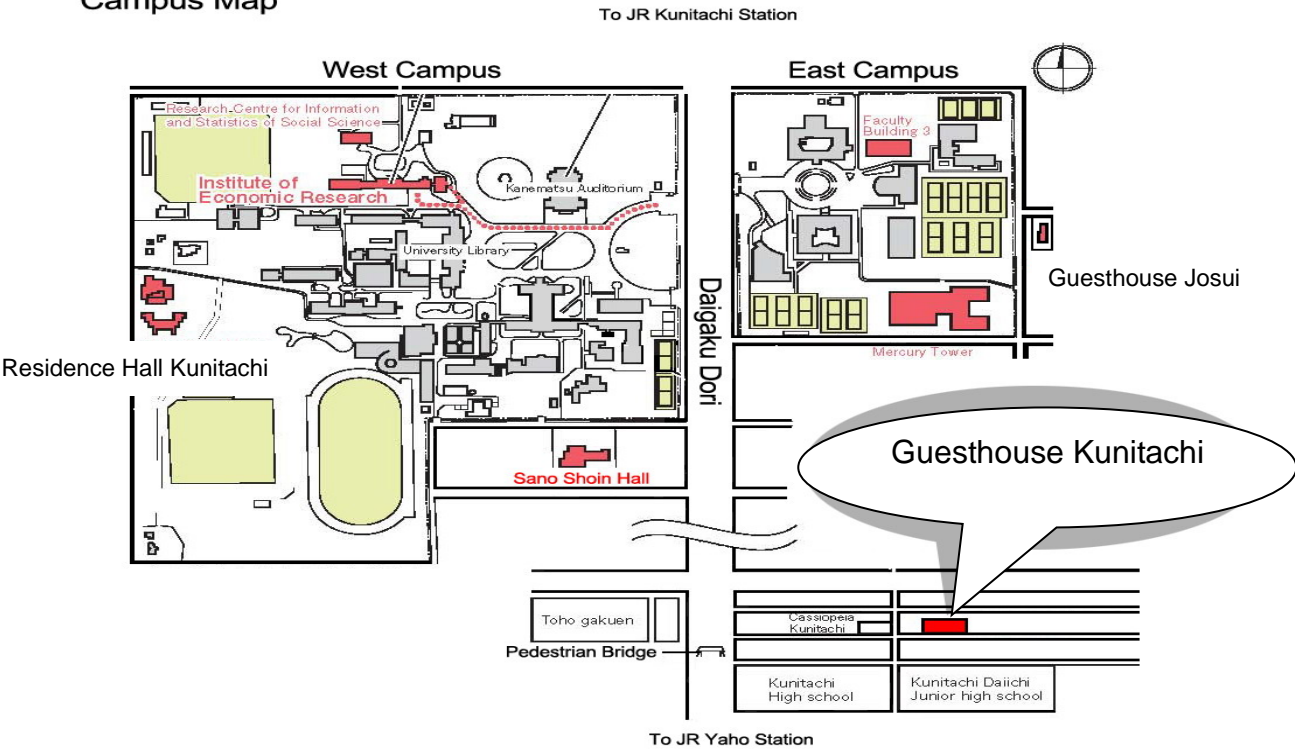 Campus Map
To JR Kunitachi Station
West Campus
East Campus
Research Centre for Information
and Statistics of Social Science
Faculty
Building 3
Institute of
Economic Research
Kanematsu Auditorium
University Library
Guesthouse Josui
Daigaku Dori
Mercury Tower
Residence Hall Kunitachi
Guesthouse Kunitachi
Sano Shoin Hall
Toho gakuen
Cassiopeia
Kunitachi
Pedestrian Bridge
Kunitachi
High school
Kunitachi Daiichi
Junior high school
To JR Yaho Station